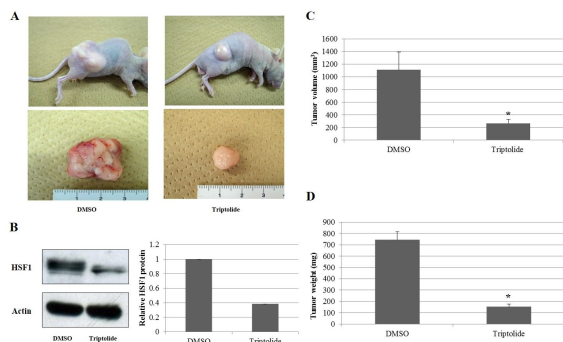 A
DMSO
Triptolide
B
HSF1
Actin
DMSO Triptolide
Relative HSF1 protein
1.2
1
0.8
0.6
0.4
0.2
0
DMSO Triptolide
C
Tumor volume (mm³)
1400
1200
1000
800
600
400
200
0
*
DMSO Triptolide
D
Tumor weight (mg)
900
800
700
600
500
400
300
200
100
0
*
DMSO Triptolide